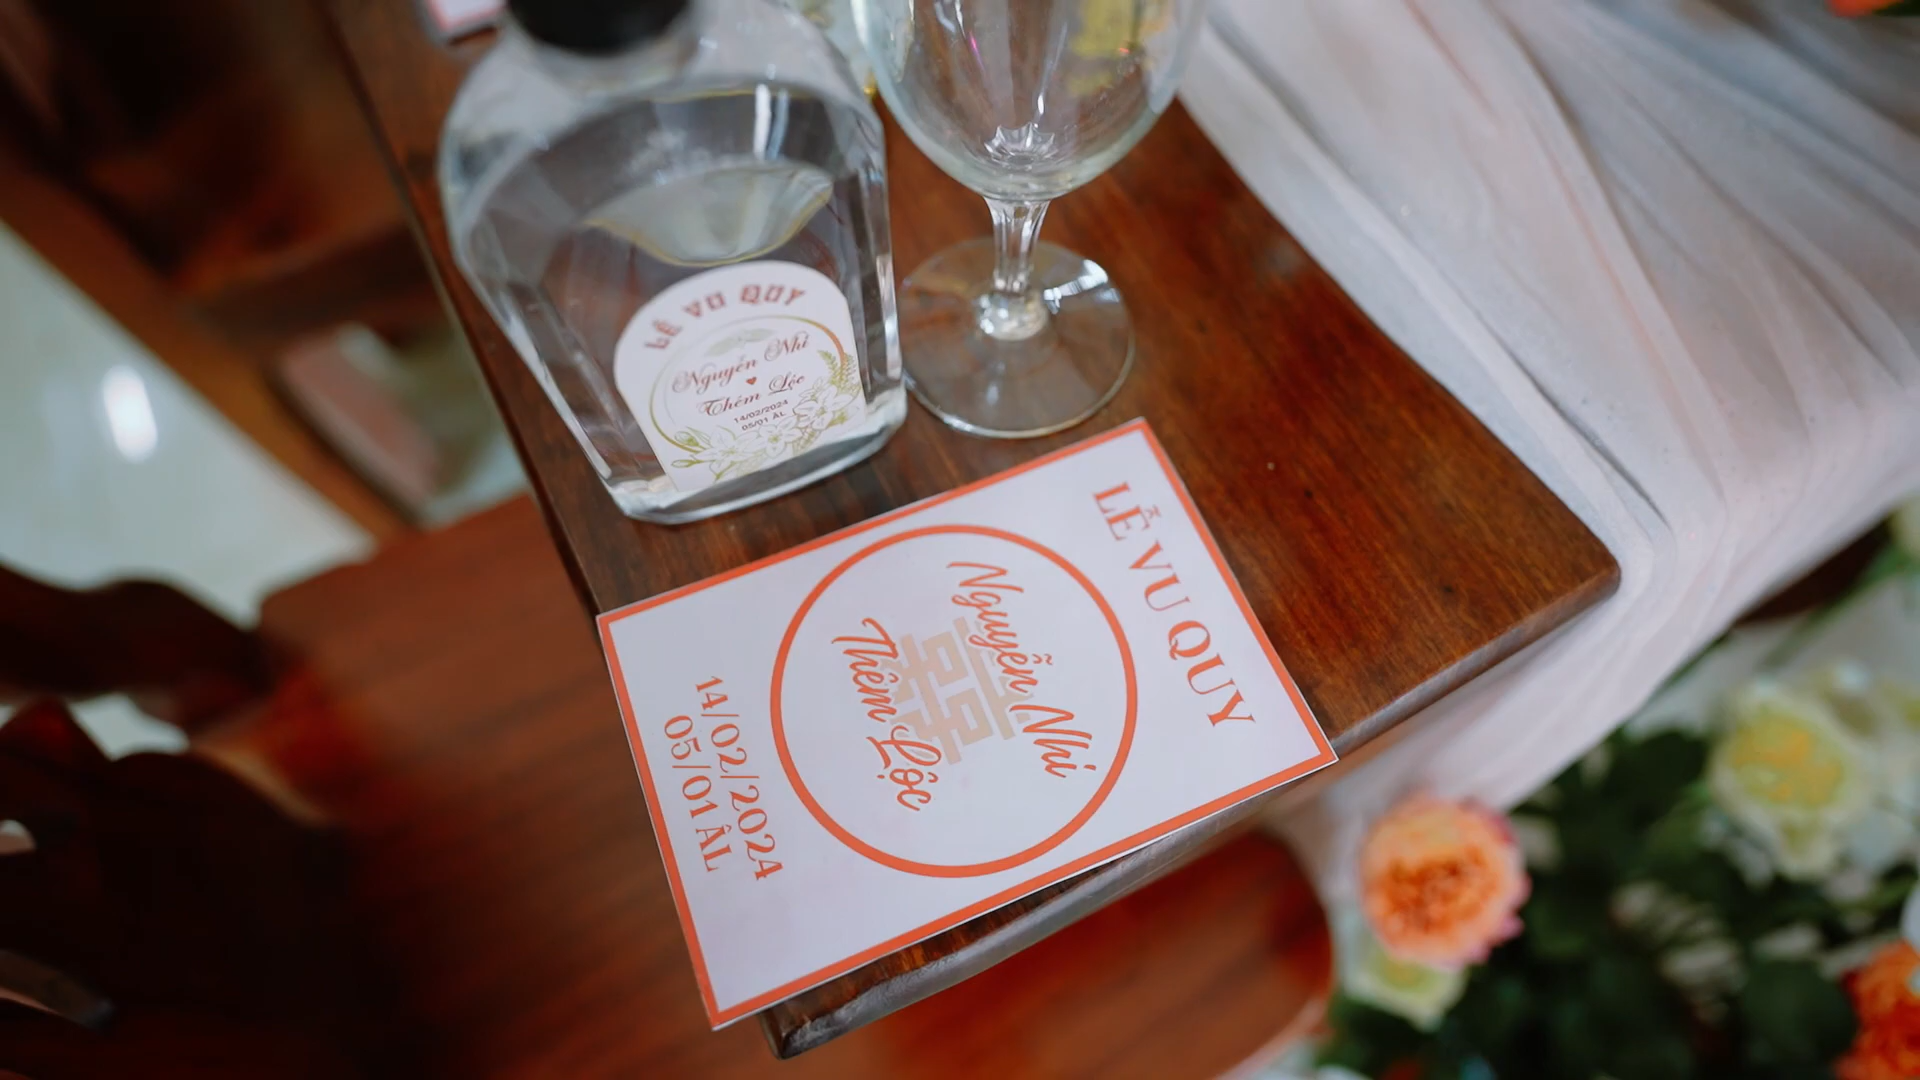 LỄ VU QUY
Nguyễn Nhi
Thêm Lộc
14/02/2024
05/01 ÂL
LỄ VU QUY
Nguyễn Nhi
囍
Thêm Lộc
14/02/2024
05/01 ÂL